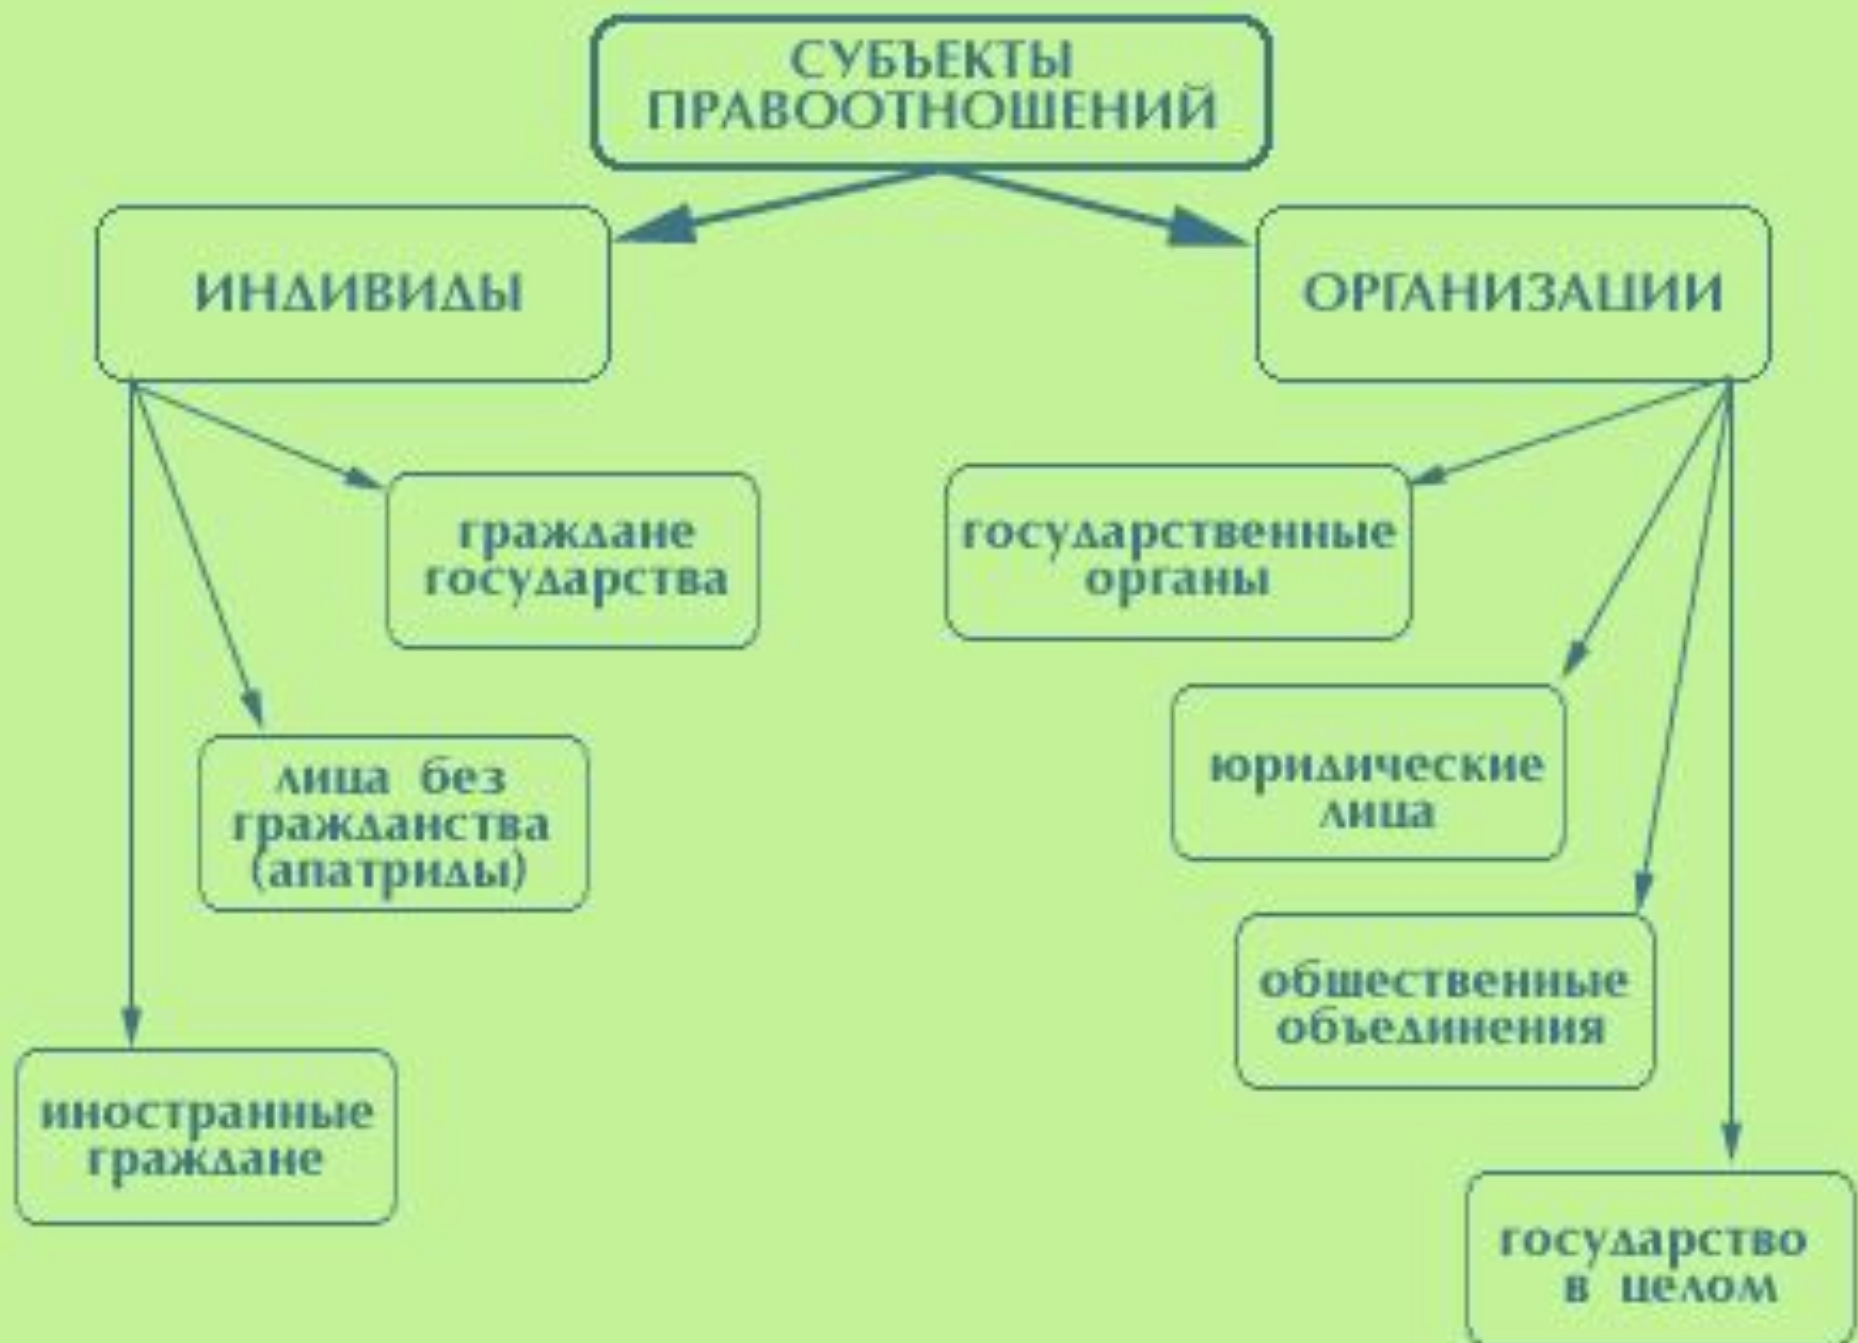 СУБЪЕКТЫ
ПРАВООТНОШЕНИЙ
ИНДИВИДЫ
ОРГАНИЗАЦИИ
граждане
государства
государственные
органы
лица без
гражданства
(апатриды)
юридические
лица
общественные
объединения
иностранные
граждане
государство
в целом